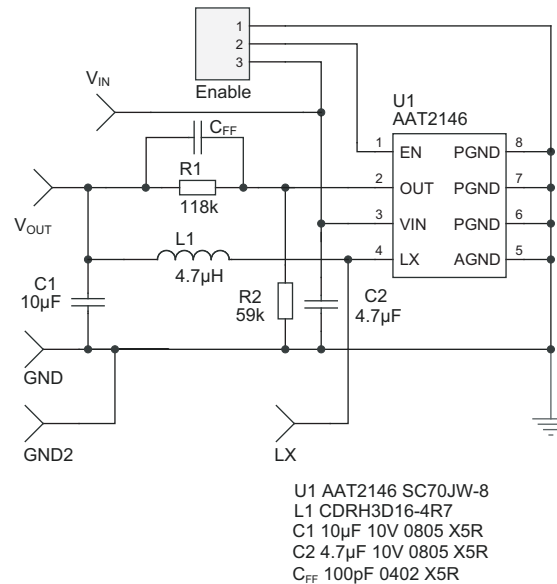 1
2
3
Enable
V_IN
U1
AAT2146
C_FF
R1
118k
1 EN PGND 8
2 OUT PGND 7
3 VIN PGND 6
4 LX AGND 5
V_OUT
L1
4.7µH
C1
10µF
R2
59k
C2
4.7µF
GND
GND2
LX
U1 AAT2146 SC70JW-8
L1 CDRH3D16-4R7
C1 10µF 10V 0805 X5R
C2 4.7µF 10V 0805 X5R
C_FF 100pF 0402 X5R